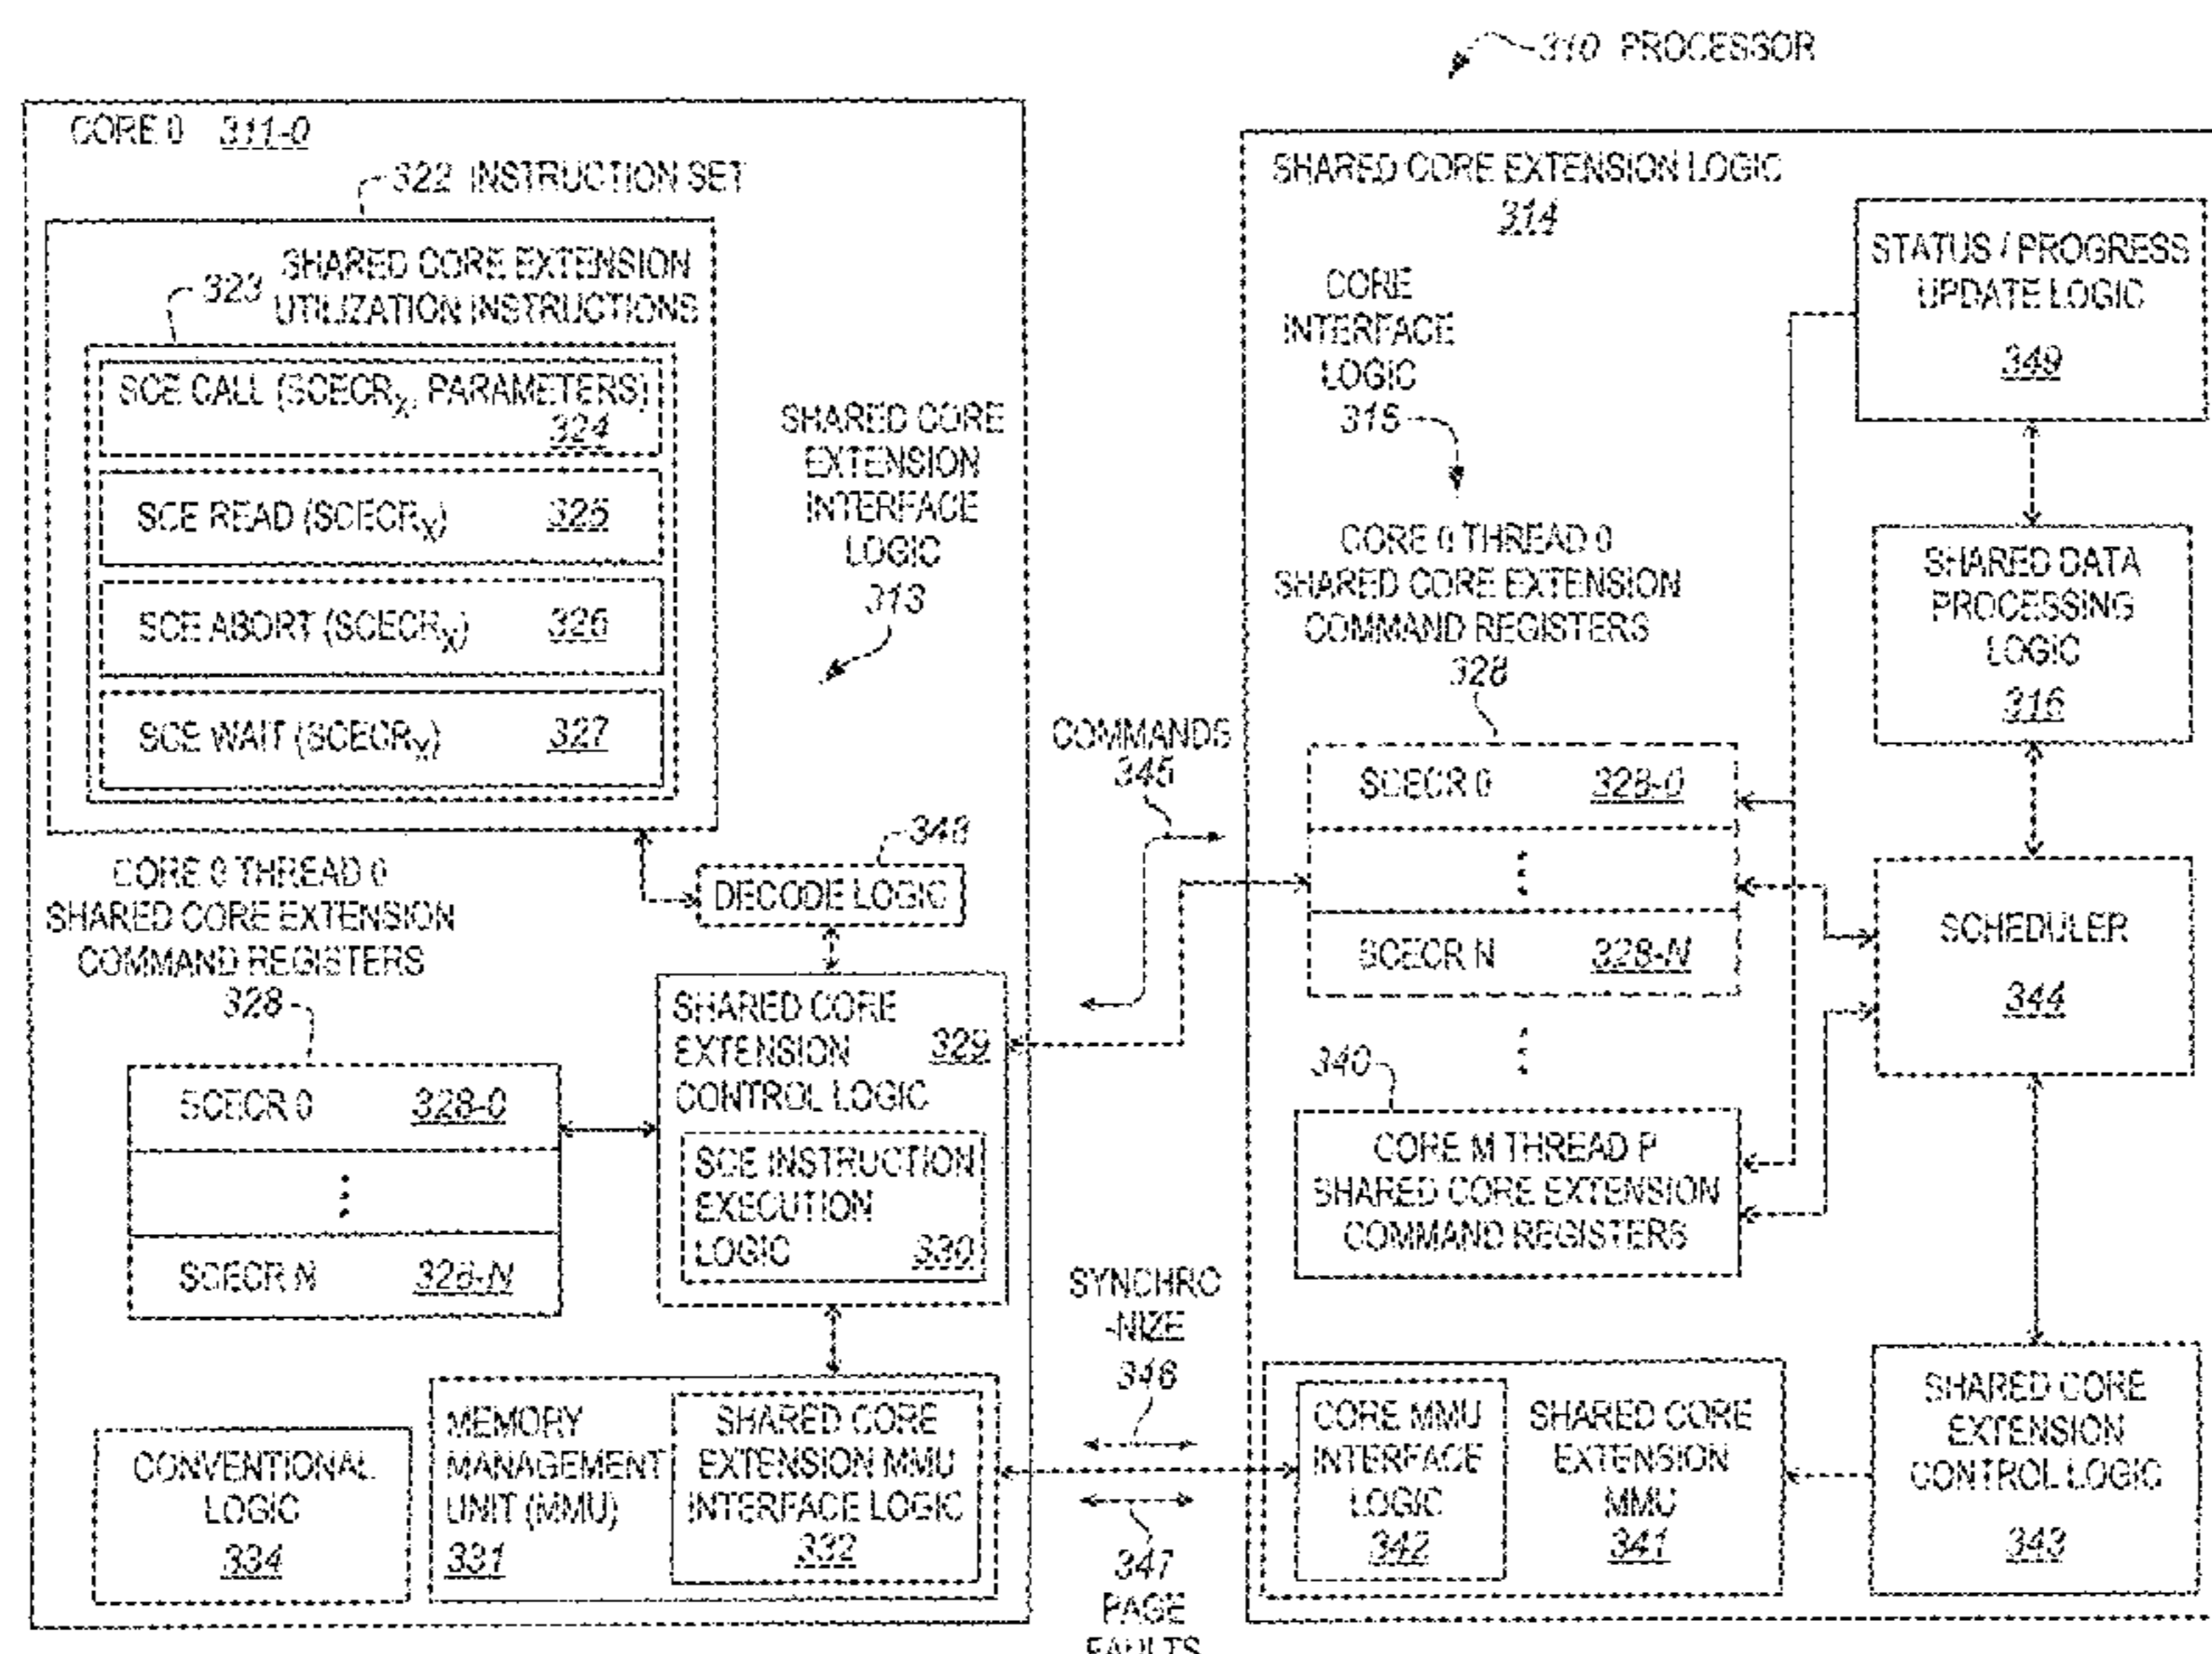 310 PROCESSOR
CORE 0 311-0
322 INSTRUCTION SET
323 SHARED CORE EXTENSION
UTILIZATION INSTRUCTIONS
SCE CALL (SCECRX, PARAMETERS)
324
SCE READ (SCECRX) 325
SCE ABORT (SCECRX) 326
SCE WAIT (SCECRX) 327
SHARED CORE
EXTENSION
INTERFACE
LOGIC
313
348
DECODE LOGIC
CORE 0 THREAD 0
SHARED CORE EXTENSION
COMMAND REGISTERS
328
SCECR 0 328-0
SCECR N 328-N
SHARED CORE
EXTENSION 329
CONTROL LOGIC
SCE INSTRUCTION
EXECUTION
LOGIC 330
CONVENTIONAL
LOGIC
334
MEMORY
MANAGEMENT
UNIT (MMU)
331
SHARED CORE
EXTENSION MMU
INTERFACE LOGIC
332
COMMANDS
345
SYNCHRO
-NIZE
346
347
PAGE
FAULTS
SHARED CORE EXTENSION LOGIC
314
CORE
INTERFACE
LOGIC
315
CORE 0 THREAD 0
SHARED CORE EXTENSION
COMMAND REGISTERS
328
SCECR 0 328-0
SCECR N 328-N
340
CORE M THREAD P
SHARED CORE EXTENSION
COMMAND REGISTERS
CORE MMU
INTERFACE
LOGIC
342
SHARED CORE
EXTENSION
MMU
341
STATUS / PROGRESS
UPDATE LOGIC
349
SHARED DATA
PROCESSING
LOGIC
316
SCHEDULER
344
SHARED CORE
EXTENSION
CONTROL LOGIC
343